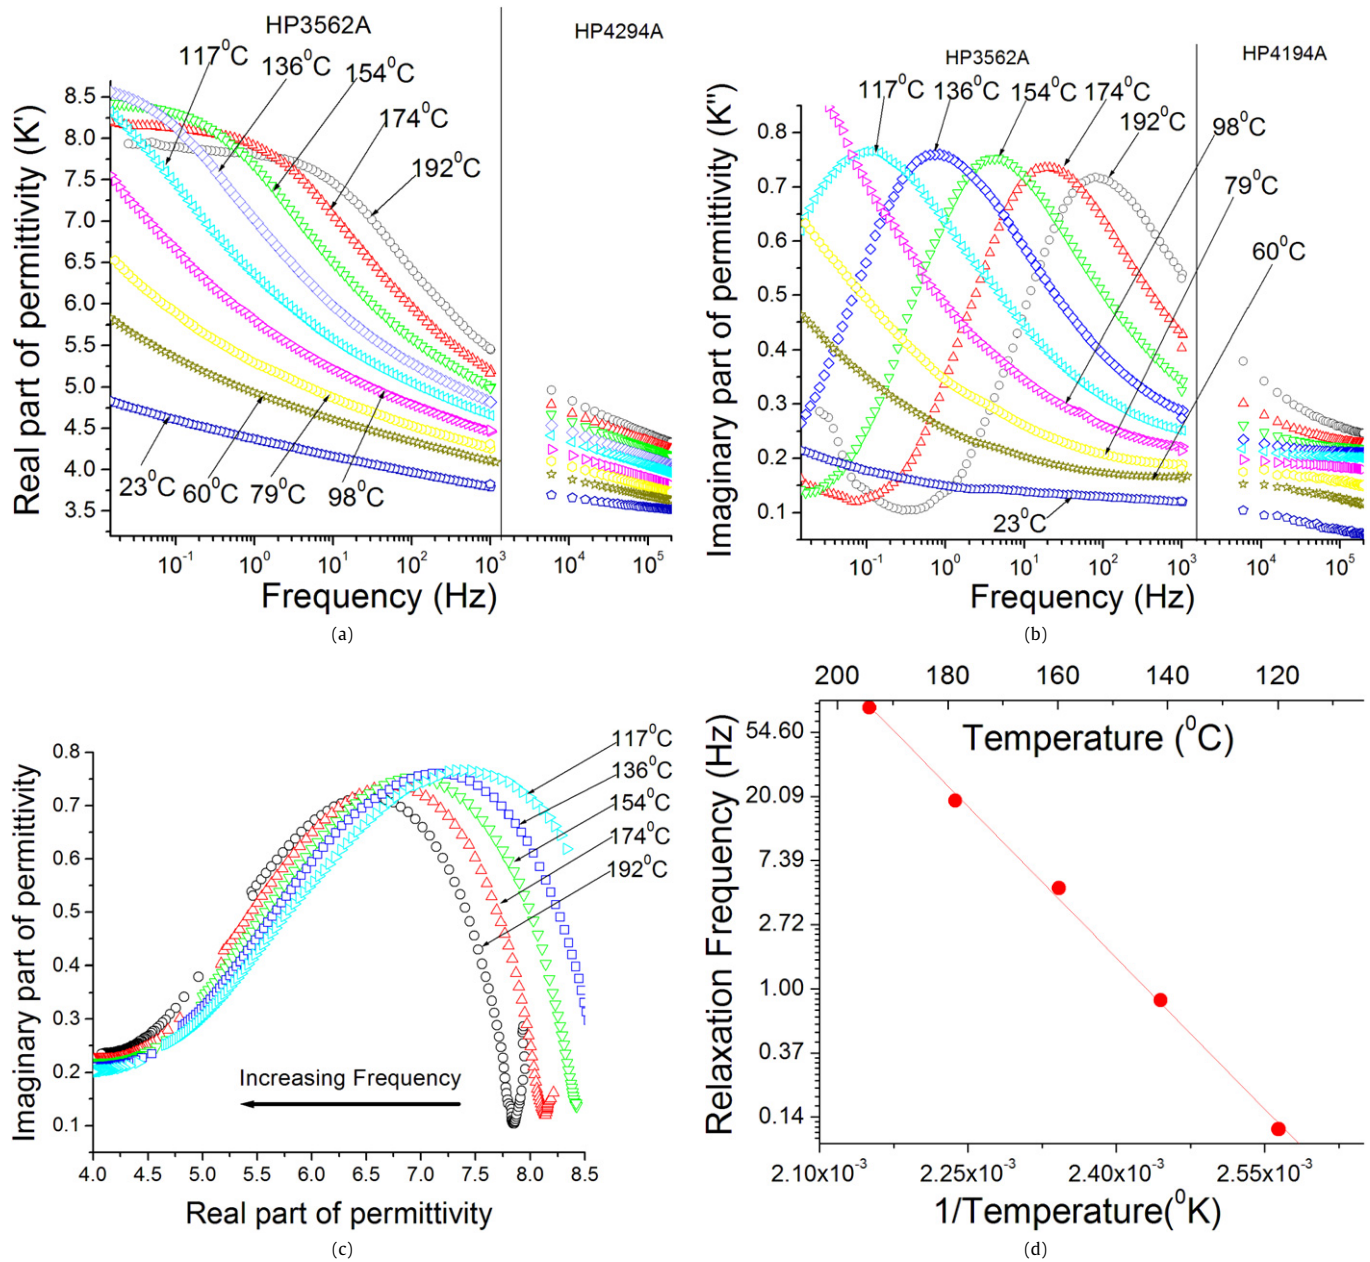 HP3562A
HP4294A
117⁰C
136⁰C
154⁰C
174⁰C
192⁰C
23⁰C
60⁰C
79⁰C
98⁰C
Real part of permittivity (K')
8.5
8.0
7.5
7.0
6.5
6.0
5.5
5.0
4.5
4.0
3.5
10⁻¹ 10⁰ 10¹ 10² 10³ 10⁴ 10⁵
Frequency (Hz)
(a)
HP3562A
HP4194A
117⁰C
136⁰C
154⁰C
174⁰C
192⁰C
98⁰C
79⁰C
60⁰C
23⁰C
Imaginary part of permittivity (K")
0.8
0.7
0.6
0.5
0.4
0.3
0.2
0.1
10⁻¹ 10⁰ 10¹ 10² 10³ 10⁴ 10⁵
Frequency (Hz)
(b)
117⁰C
136⁰C
154⁰C
174⁰C
192⁰C
Increasing Frequency
Imaginary part of permittivity
0.8
0.7
0.6
0.5
0.4
0.3
0.2
0.1
4.0 4.5 5.0 5.5 6.0 6.5 7.0 7.5 8.0 8.5
Real part of permittivity
(c)
200 180 160 140 120
Temperature (⁰C)
Relaxation Frequency (Hz)
54.60
20.09
7.39
2.72
1.00
0.37
0.14
2.10x10⁻³ 2.25x10⁻³ 2.40x10⁻³ 2.55x10⁻³
1/Temperature(⁰K)
(d)